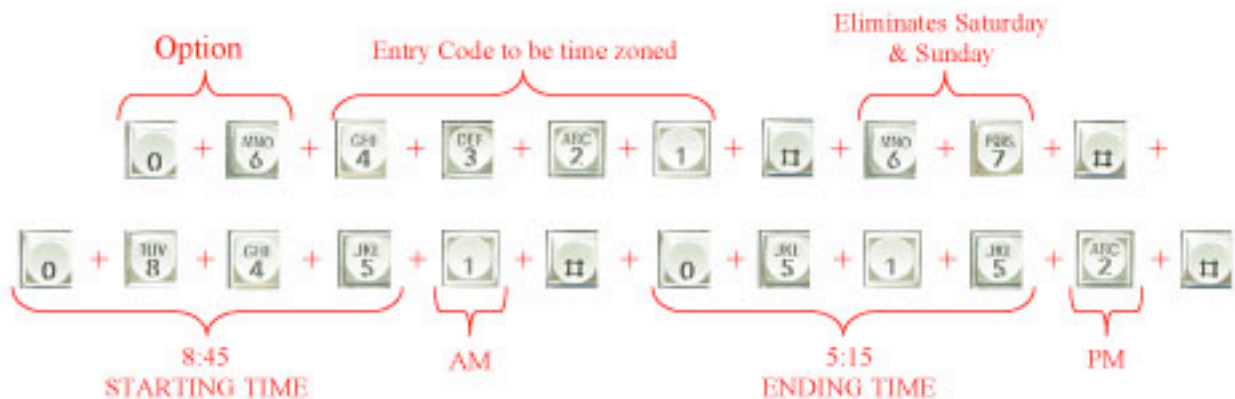 Eliminates Saturday
& Sunday
Option
Entry Code to be time zoned
0 + MNO 6 + GHI 4 + DEF 3 + ABC 2 + 1 + # + MNO 6 + PQRS 7 + # +
0 + TUV 8 + GHI 4 + JKL 5 + 1 + # + 0 + JKL 5 + 1 + JKL 5 + ABC 2 + #
8:45
STARTING TIME
AM
5:15
ENDING TIME
PM